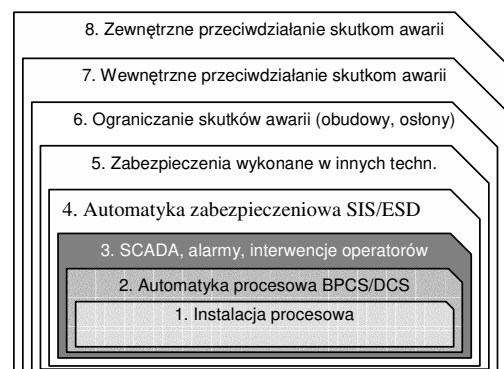 8. Zewnętrzne przeciwdziałanie skutkom awarii
7. Wewnętrzne przeciwdziałanie skutkom awarii
6. Ograniczanie skutków awarii (obudowy, osłony)
5. Zabezpieczenia wykonane w innych techn.
4. Automatyka zabezpieczeniowa SIS/ESD
3. SCADA, alarmy, interwencje operatorów
2. Automatyka procesowa BPCS/DCS
1. Instalacja procesowa